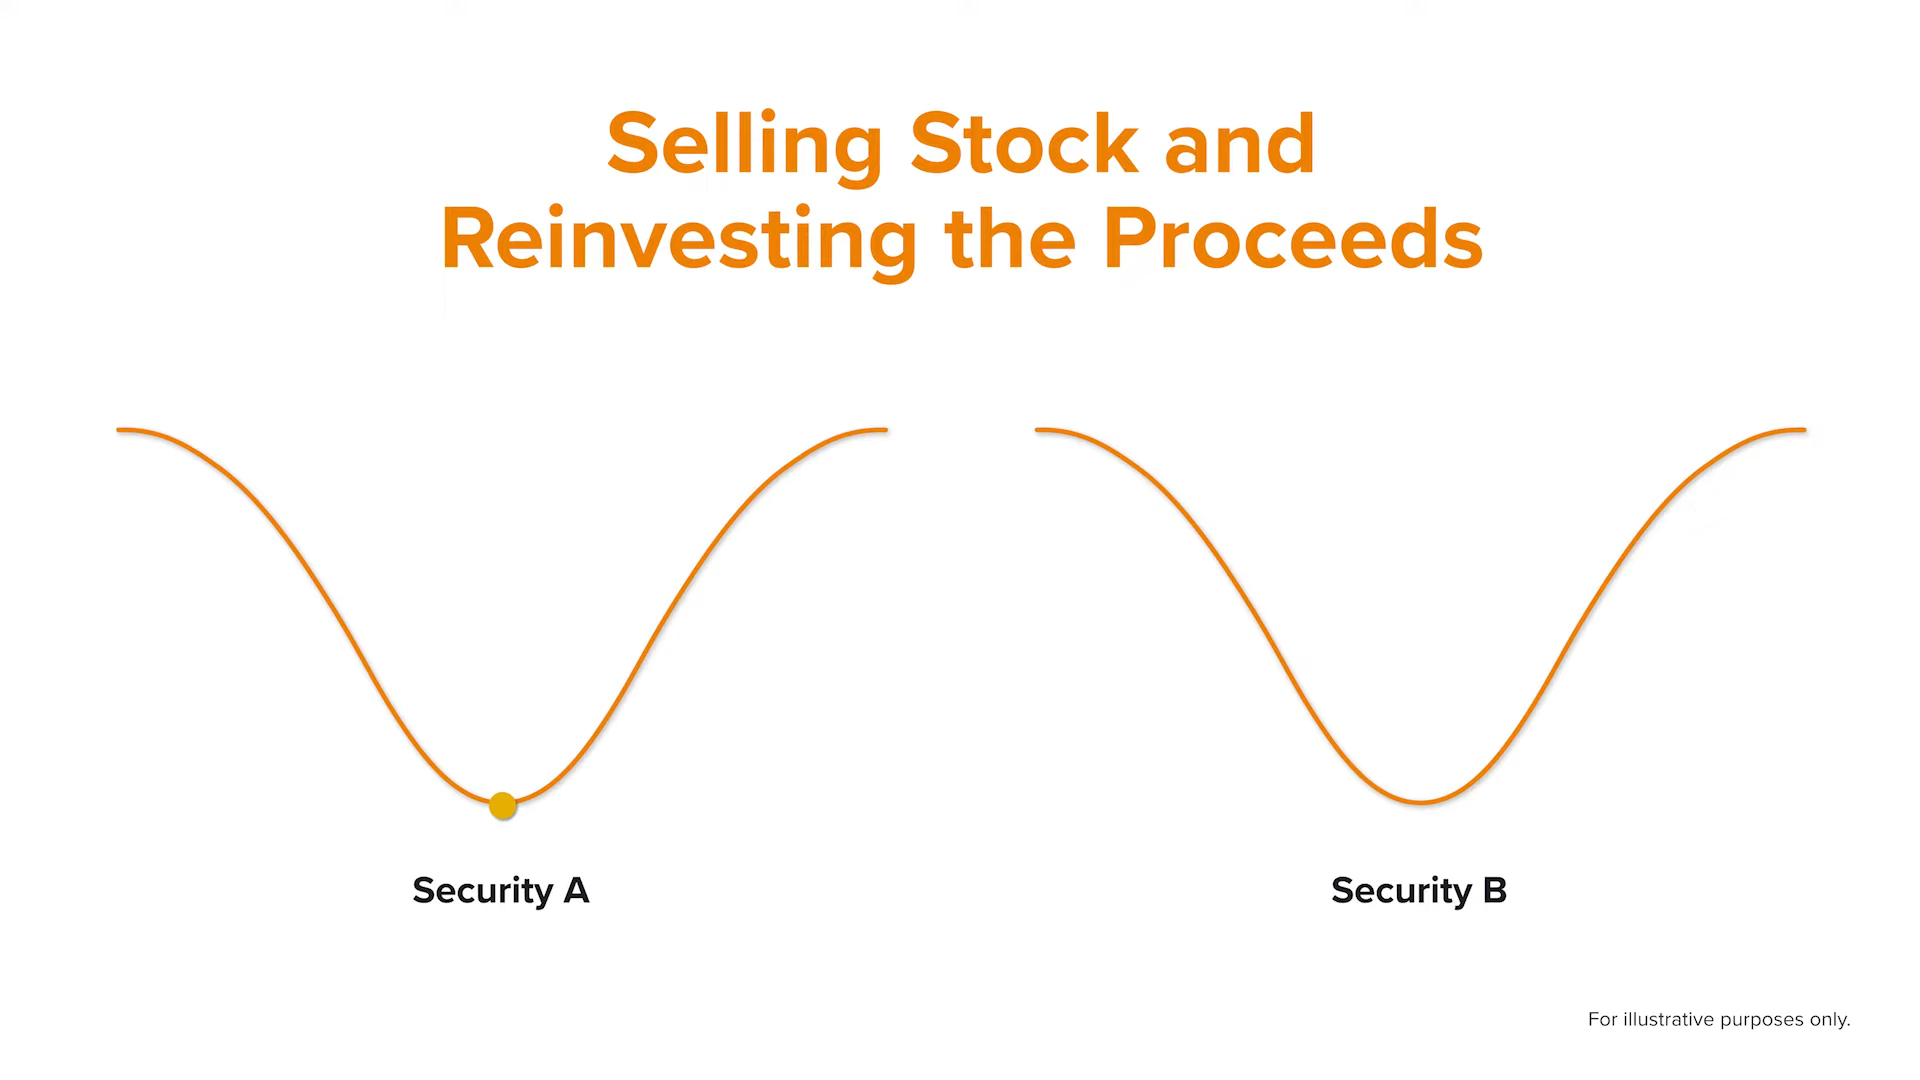 Selling Stock and
Reinvesting the Proceeds
Security A
Security B
For illustrative purposes only.